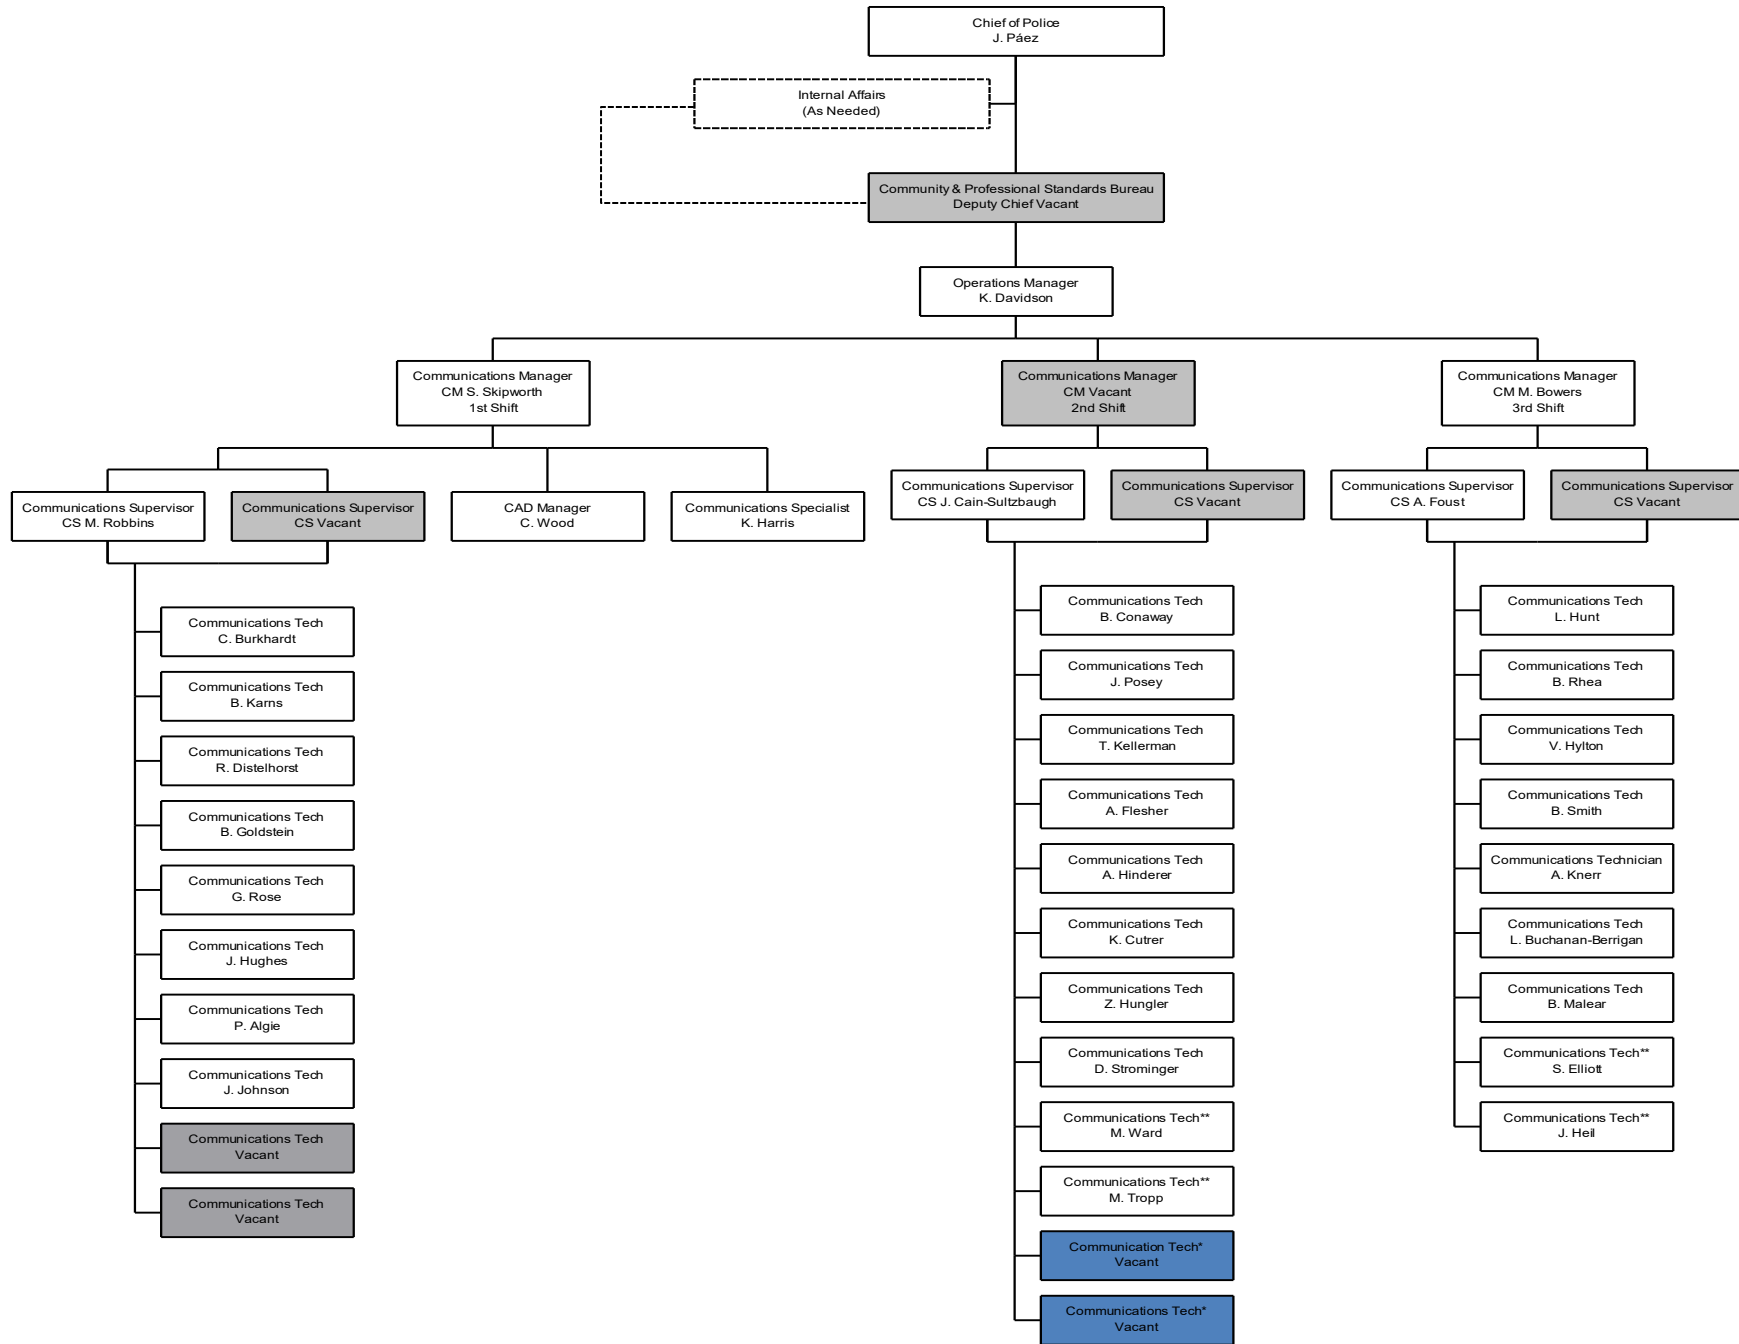 Chief of Police
J. Páez
Internal Affairs
(As Needed)
Community & Professional Standards Bureau
Deputy Chief Vacant
Operations Manager
K. Davidson
Communications Manager
CM S. Skipworth
1st Shift
Communications Manager
CM Vacant
2nd Shift
Communications Manager
CM M. Bowers
3rd Shift
Communications Supervisor
CS M. Robbins
Communications Supervisor
CS Vacant
CAD Manager
C. Wood
Communications Specialist
K. Harris
Communications Supervisor
CS J. Cain-Sultzbaugh
Communications Supervisor
CS Vacant
Communications Supervisor
CS A. Foust
Communications Supervisor
CS Vacant
Communications Tech
C. Burkhardt
Communications Tech
B. Karns
Communications Tech
R. Distelhorst
Communications Tech
B. Goldstein
Communications Tech
G. Rose
Communications Tech
J. Hughes
Communications Tech
P. Algie
Communications Tech
J. Johnson
Communications Tech
Vacant
Communications Tech
Vacant
Communications Tech
B. Conaway
Communications Tech
J. Posey
Communications Tech
T. Kellerman
Communications Tech
A. Flesher
Communications Tech
A. Hinderer
Communications Tech
K. Cutrer
Communications Tech
Z. Hungler
Communications Tech
D. Strominger
Communications Tech**
M. Ward
Communications Tech**
M. Tropp
Communication Tech*
Vacant
Communications Tech*
Vacant
Communications Tech
L. Hunt
Communications Tech
B. Rhea
Communications Tech
V. Hylton
Communications Tech
B. Smith
Communications Technician
A. Knerr
Communications Tech
L. Buchanan-Berrigan
Communications Tech
B. Malear
Communications Tech**
S. Elliott
Communications Tech**
J. Heil